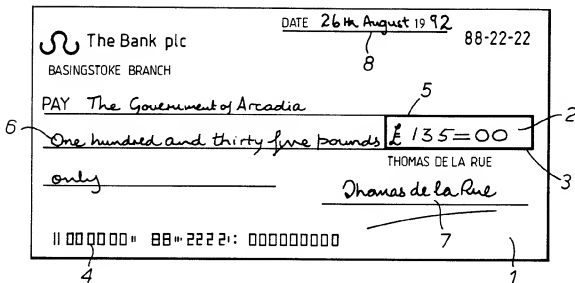 DATE 26th August 1992
8
The Bank plc
88-22-22
BASINGSTOKE BRANCH
5
PAY The Government of Arcadia
2
6
One hundred and thirty five pounds
£ 135=00
THOMAS DE LA RUE
3
only
Thomas de la Rue
7
⑈000000⑈ 88⑉2222⑆ 000000000
4
1